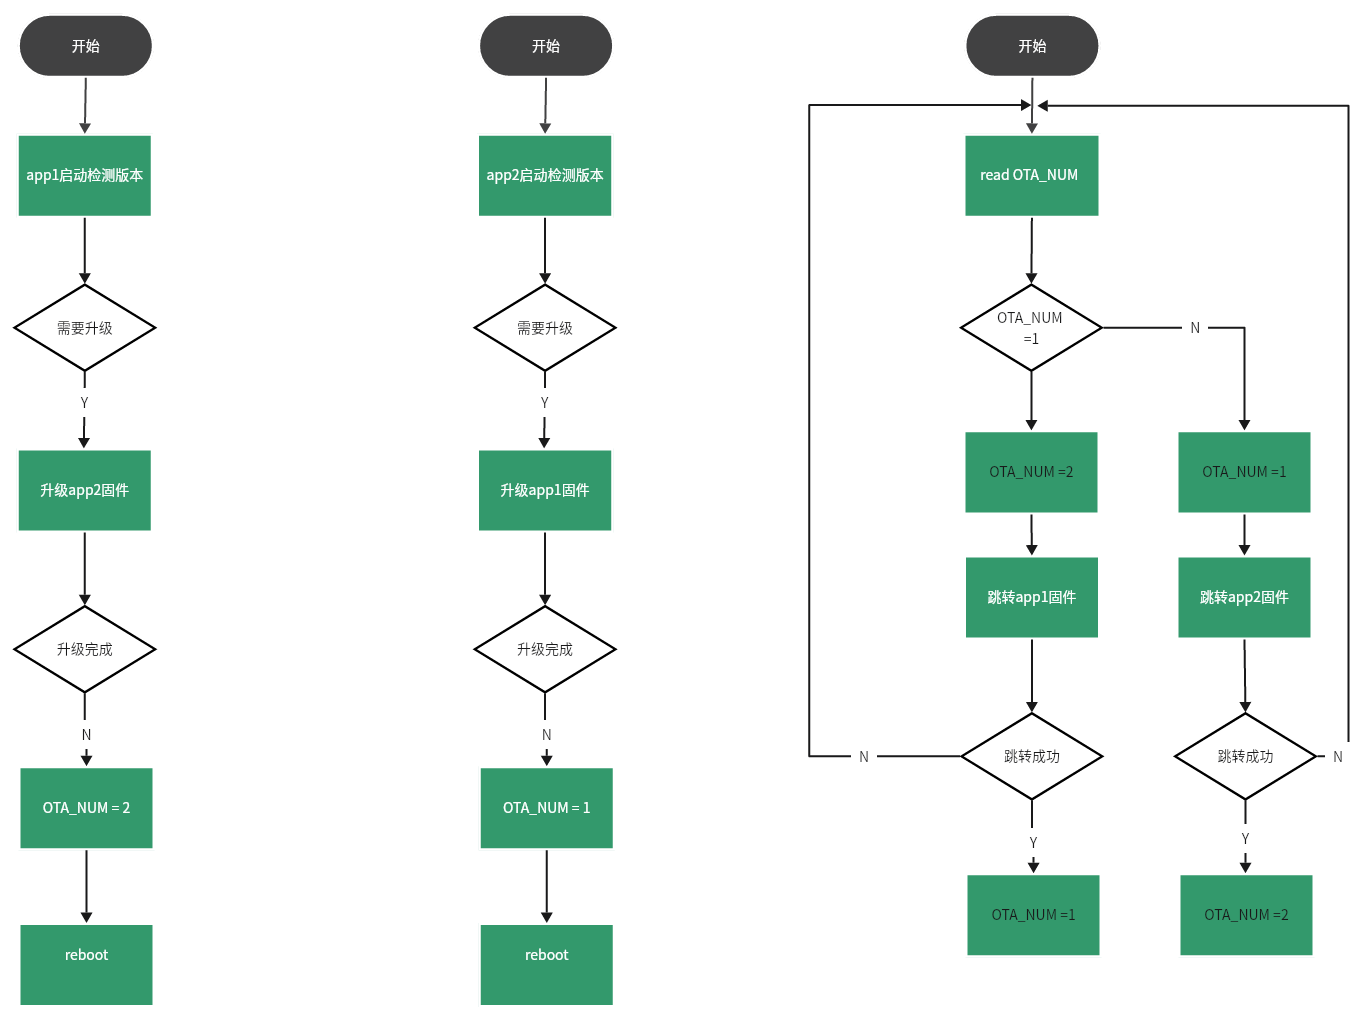 开始
app1启动检测版本
需要升级
Y
升级app2固件
升级完成
N
OTA_NUM = 2
reboot
开始
app2启动检测版本
需要升级
Y
升级app1固件
升级完成
N
OTA_NUM = 1
reboot
开始
read OTA_NUM
OTA_NUM
=1
N
OTA_NUM =2
OTA_NUM =1
跳转app1固件
跳转app2固件
跳转成功
跳转成功
N
N
Y
Y
OTA_NUM =1
OTA_NUM =2